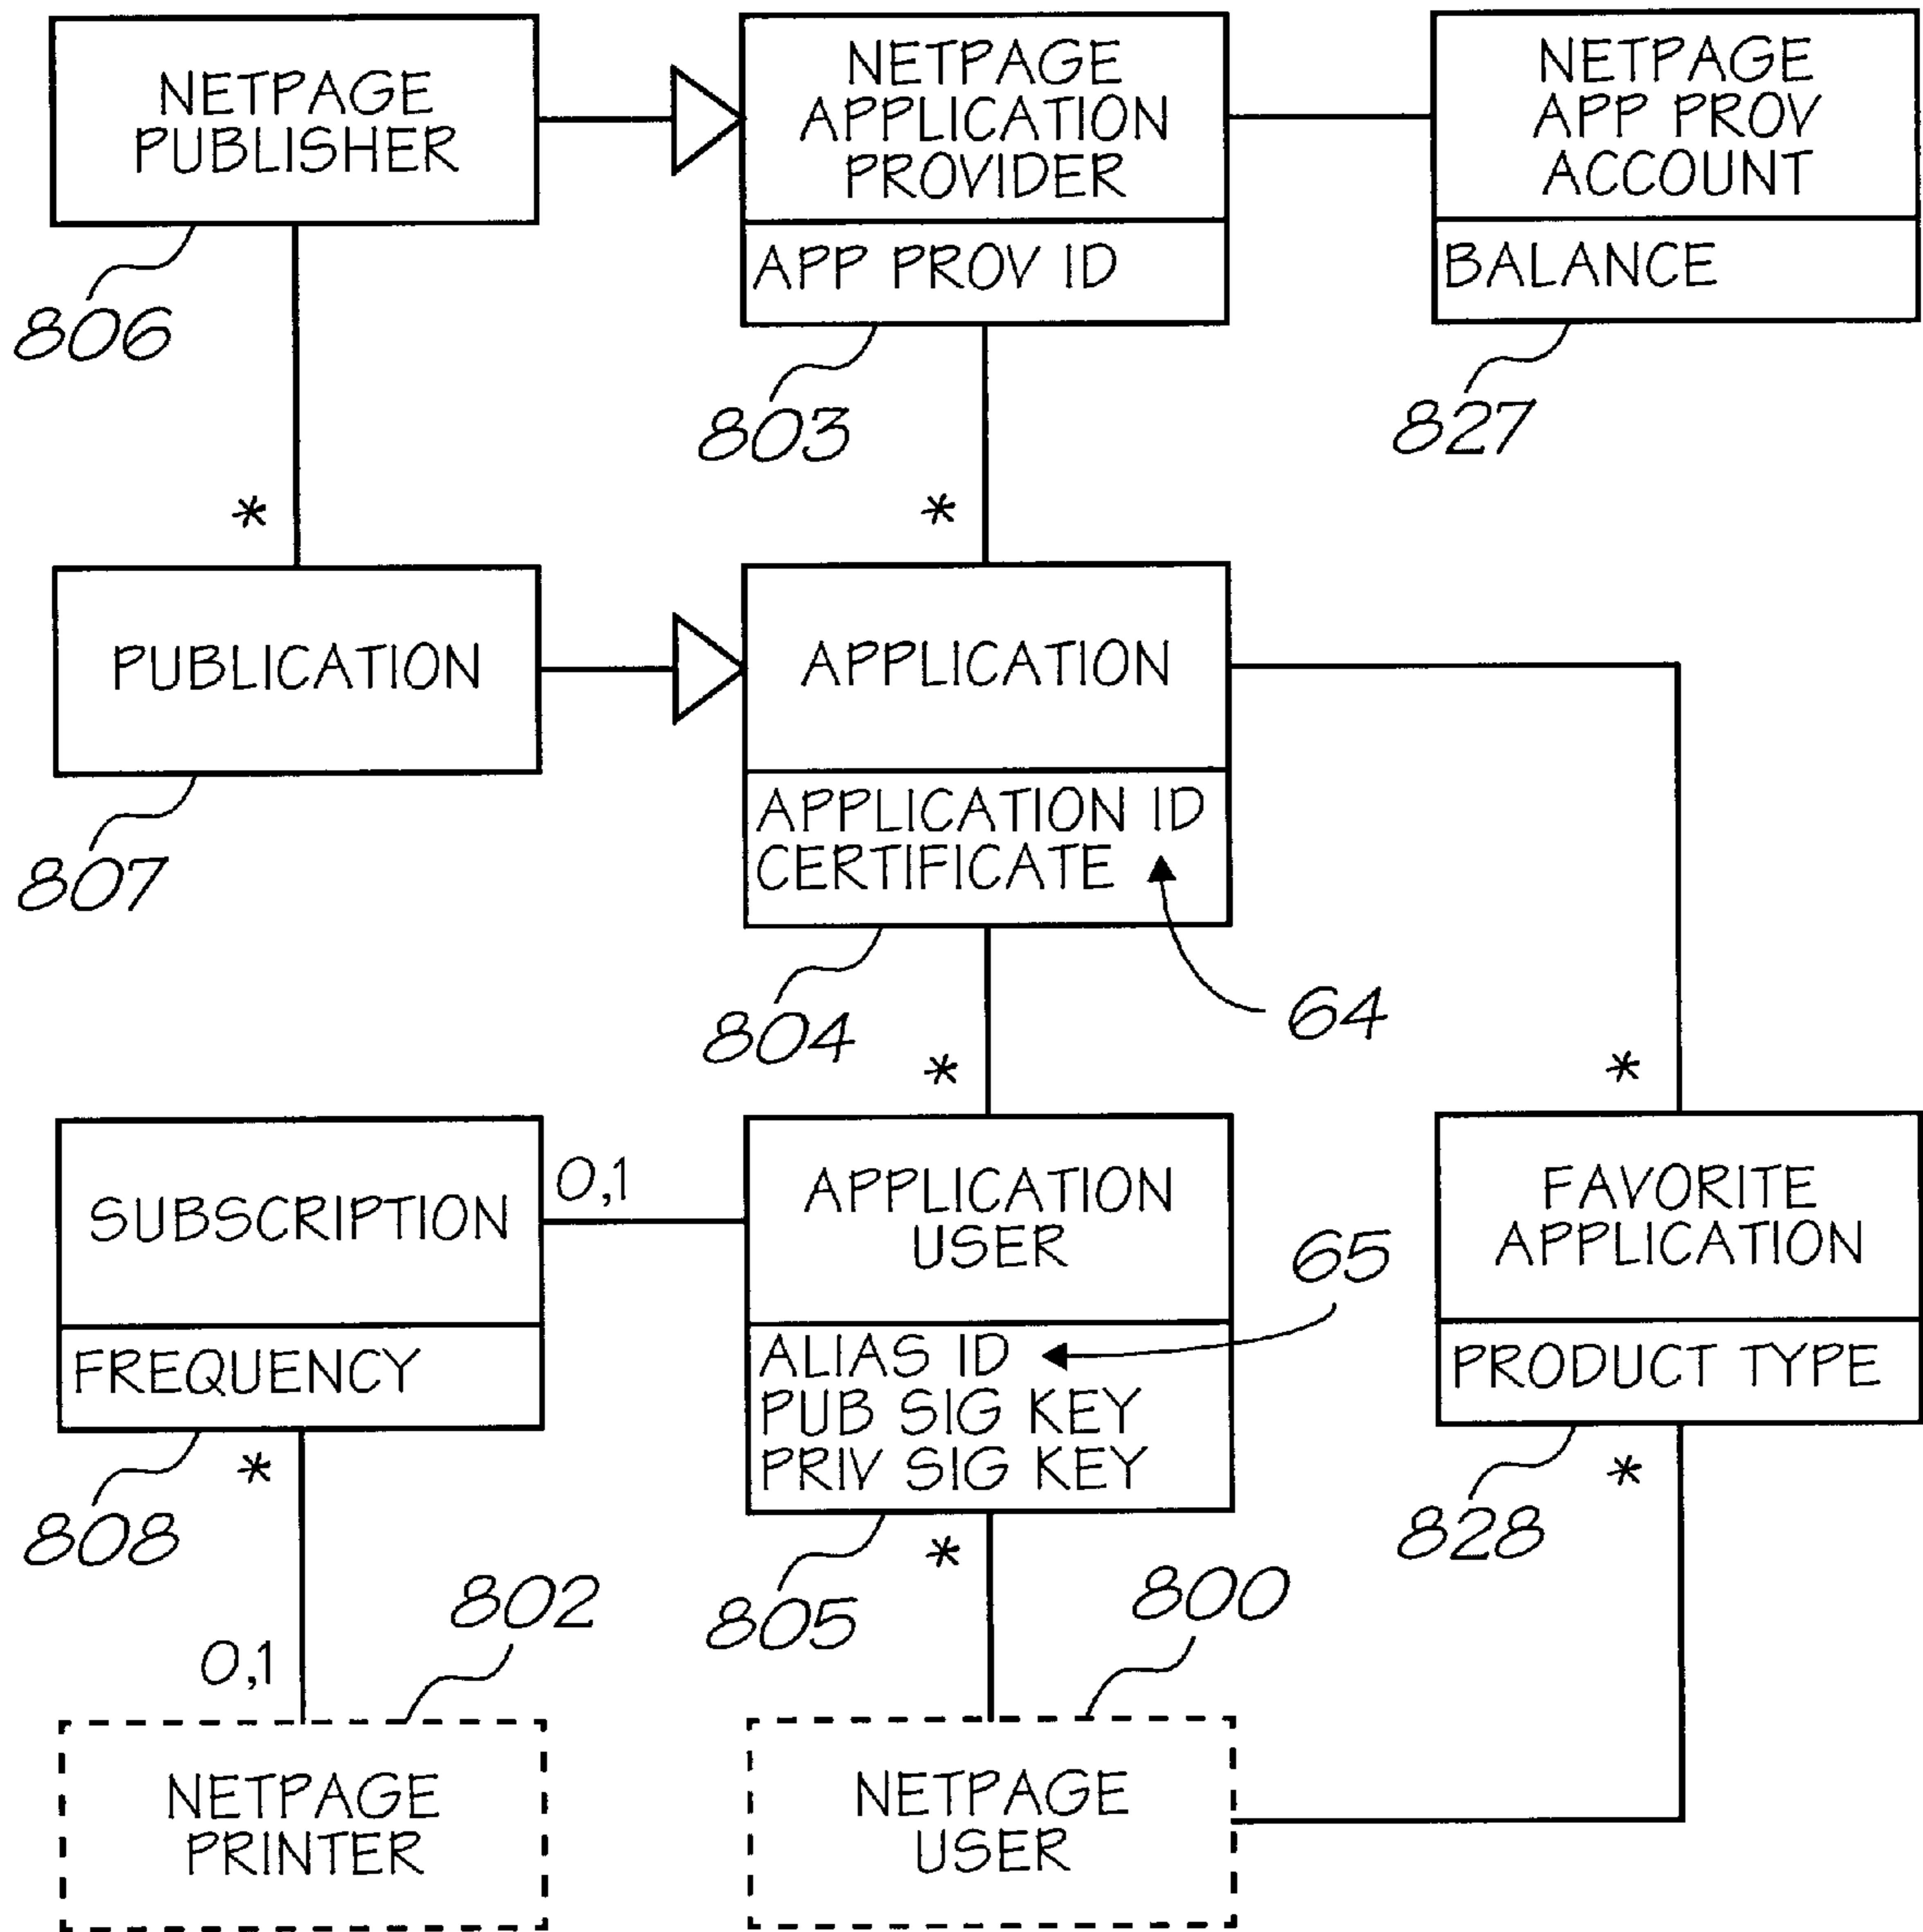 NETPAGE
PUBLISHER
806
NETPAGE
APPLICATION
PROVIDER
APP PROV ID
803
NETPAGE
APP PROV
ACCOUNT
BALANCE
827
*
*
PUBLICATION
807
APPLICATION
APPLICATION ID
CERTIFICATE
64
804
*
*
SUBSCRIPTION
FREQUENCY
808
0,1
APPLICATION
USER
ALIAS ID
PUB SIG KEY
PRIV SIG KEY
65
805
FAVORITE
APPLICATION
PRODUCT TYPE
828
*
*
*
0,1
802
800
NETPAGE
PRINTER
NETPAGE
USER